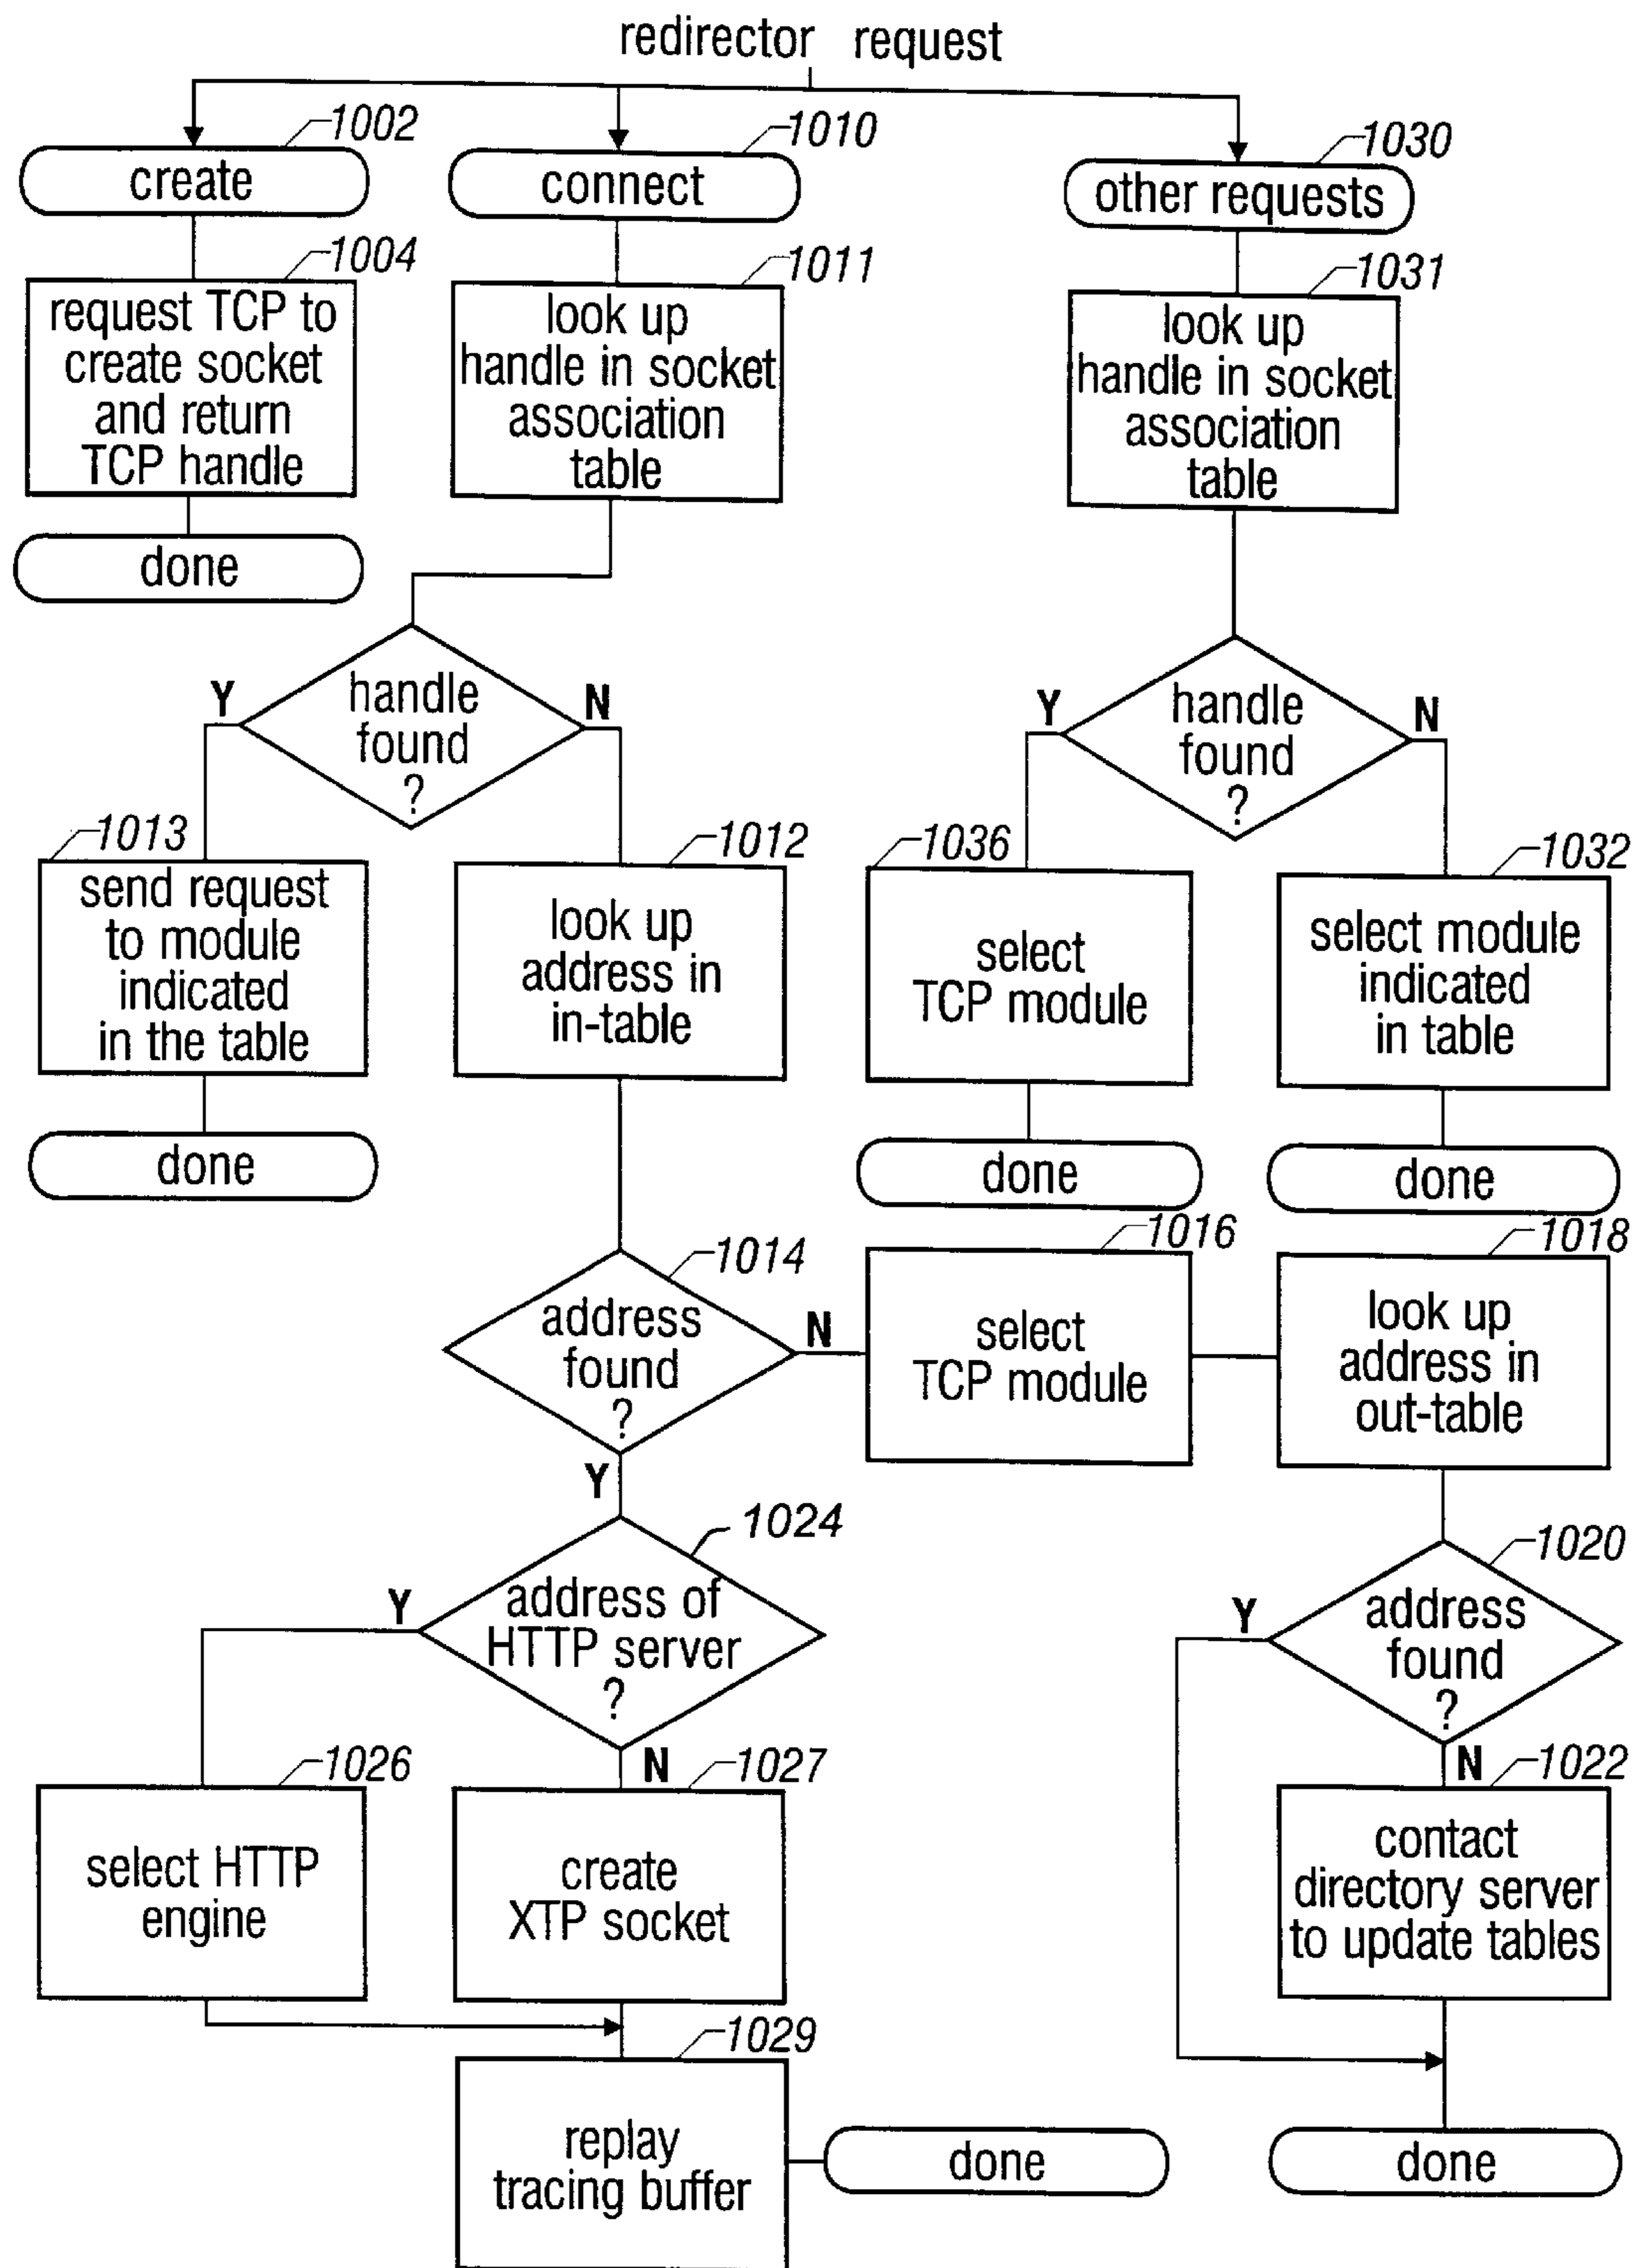 redirector request
1002
create
1010
connect
1030
other requests
1004
request TCP to
create socket
and return
TCP handle
1011
look up
handle in socket
association
table
1031
look up
handle in socket
association
table
done
Y
handle
found
?
N
Y
handle
found
?
N
1013
send request
to module
indicated
in the table
1012
look up
address in
in-table
1036
select
TCP module
1032
select module
indicated
in table
done
done
done
1014
address
found
?
N
Y
1016
select
TCP module
1018
look up
address in
out-table
1024
address of
HTTP server
?
Y
N
1020
address
found
?
Y
N
1026
select HTTP
engine
1027
create
XTP socket
1022
contact
directory server
to update tables
1029
replay
tracing buffer
done
done